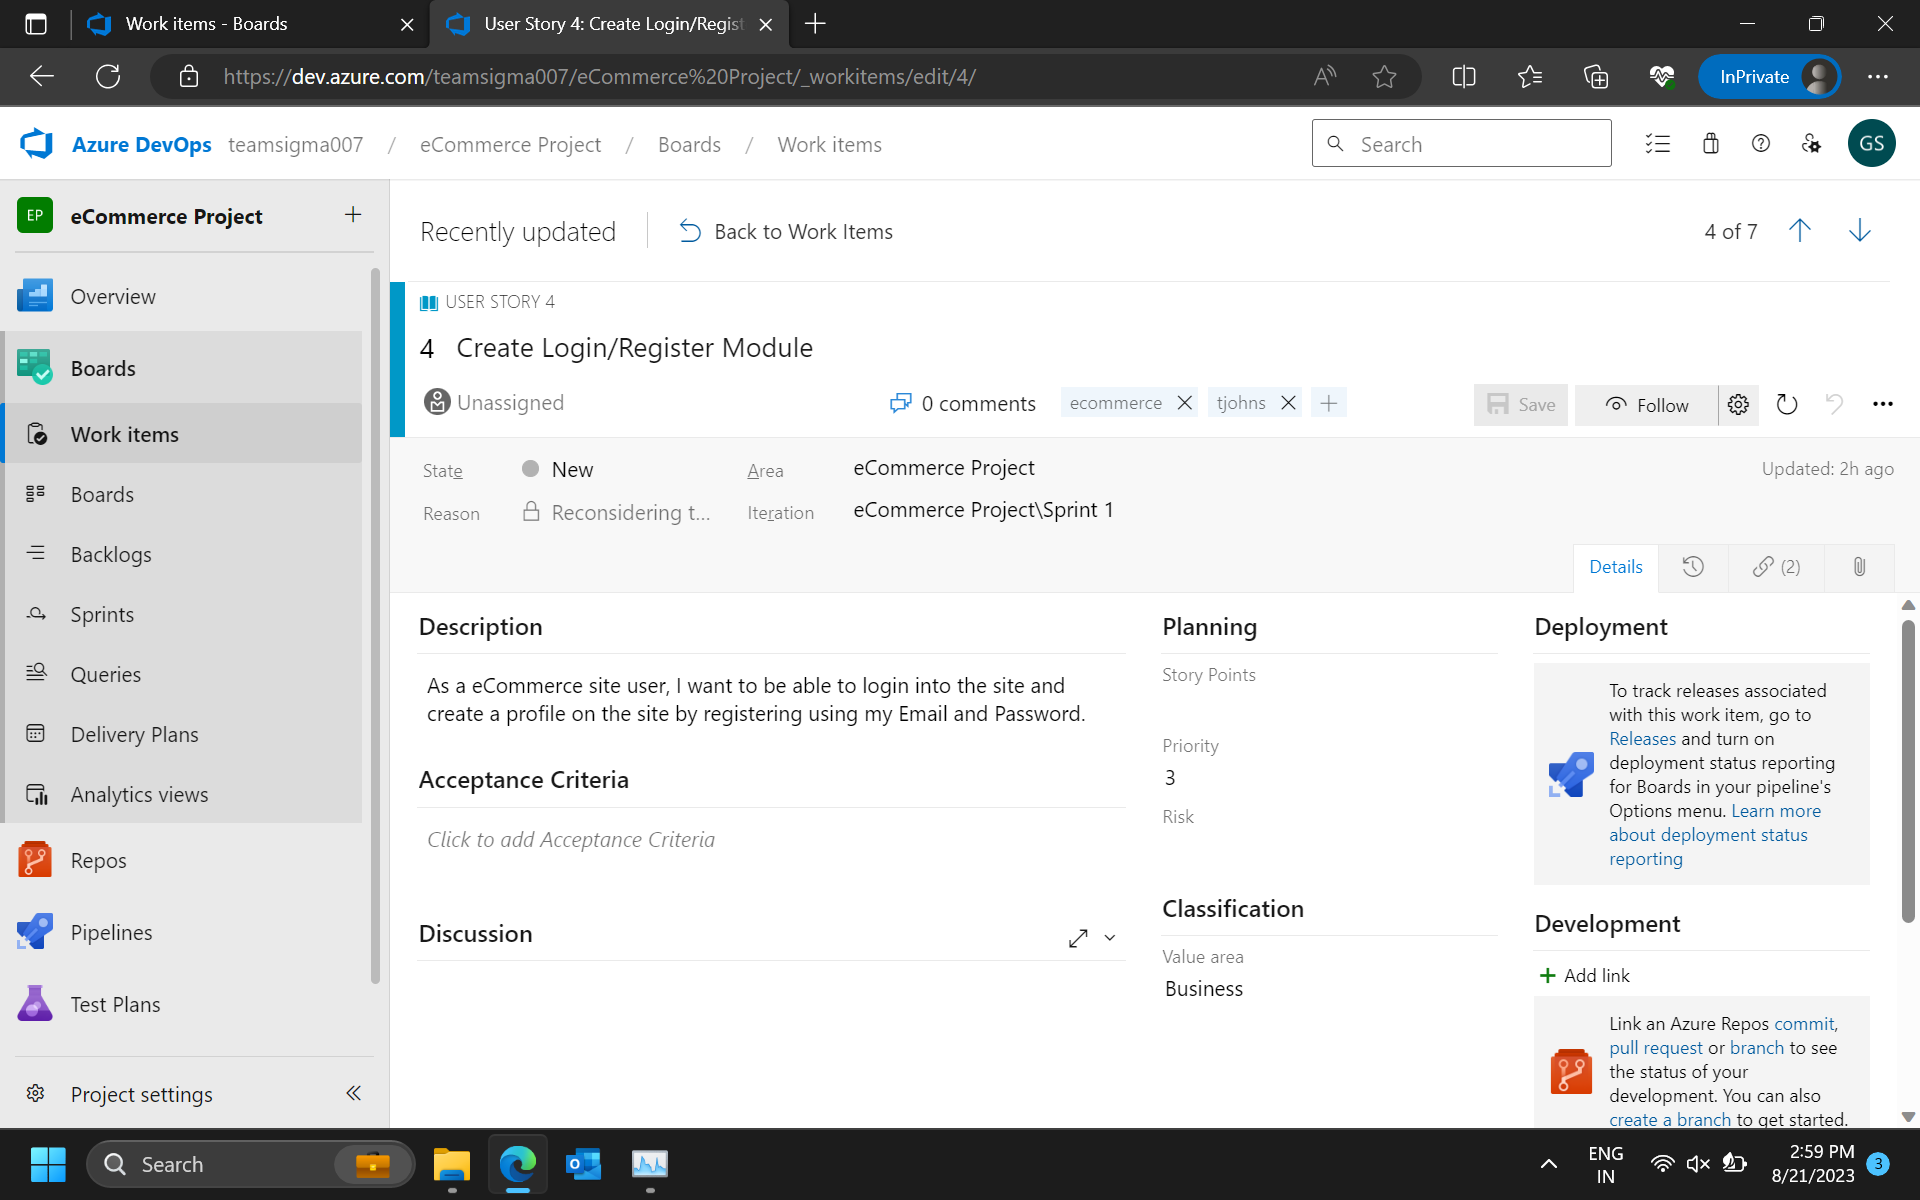 Work items - Boards
User Story 4: Create Login/Regist
https://dev.azure.com/teamsigma007/eCommerce%20Project/_workitems/edit/4/
InPrivate
Azure DevOps teamsigma007 / eCommerce Project / Boards / Work items
Search
GS
EP eCommerce Project
Overview
Boards
Work items
Boards
Backlogs
Sprints
Queries
Delivery Plans
Analytics views
Repos
Pipelines
Test Plans
Project settings
Recently updated
Back to Work Items
4 of 7
USER STORY 4
4 Create Login/Register Module
Unassigned
0 comments
ecommerce
tjohns
Save
Follow
State New
Area eCommerce Project
Updated: 2h ago
Reason Reconsidering t...
Iteration eCommerce Project\Sprint 1
Details
(2)
Description
As a eCommerce site user, I want to be able to login into the site and
create a profile on the site by registering using my Email and Password.
Acceptance Criteria
Click to add Acceptance Criteria
Discussion
Planning
Story Points
Priority
3
Risk
Classification
Value area
Business
Deployment
To track releases associated
with this work item, go to
Releases and turn on
deployment status reporting
for Boards in your pipeline's
Options menu. Learn more
about deployment status
reporting
Development
Add link
Link an Azure Repos commit,
pull request or branch to see
the status of your
development. You can also
create a branch to get started.
Search
ENG
IN
2:59 PM
8/21/2023
3